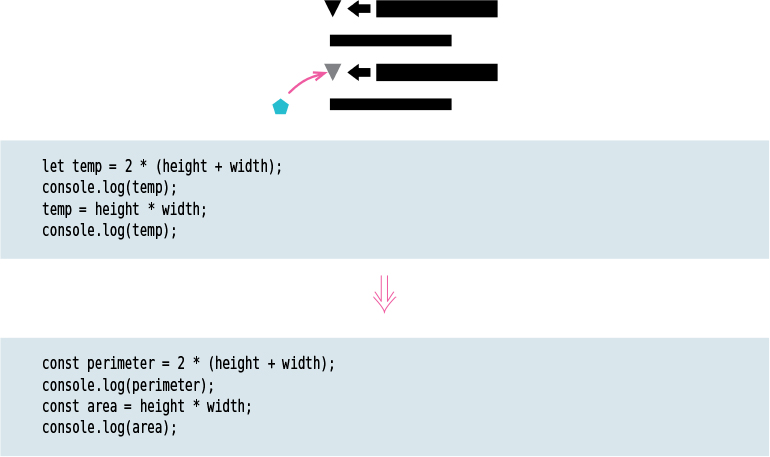 let temp = 2 * (height + width);
console.log(temp);
temp = height * width;
console.log(temp);
const perimeter = 2 * (height + width);
console.log(perimeter);
const area = height * width;
console.log(area);